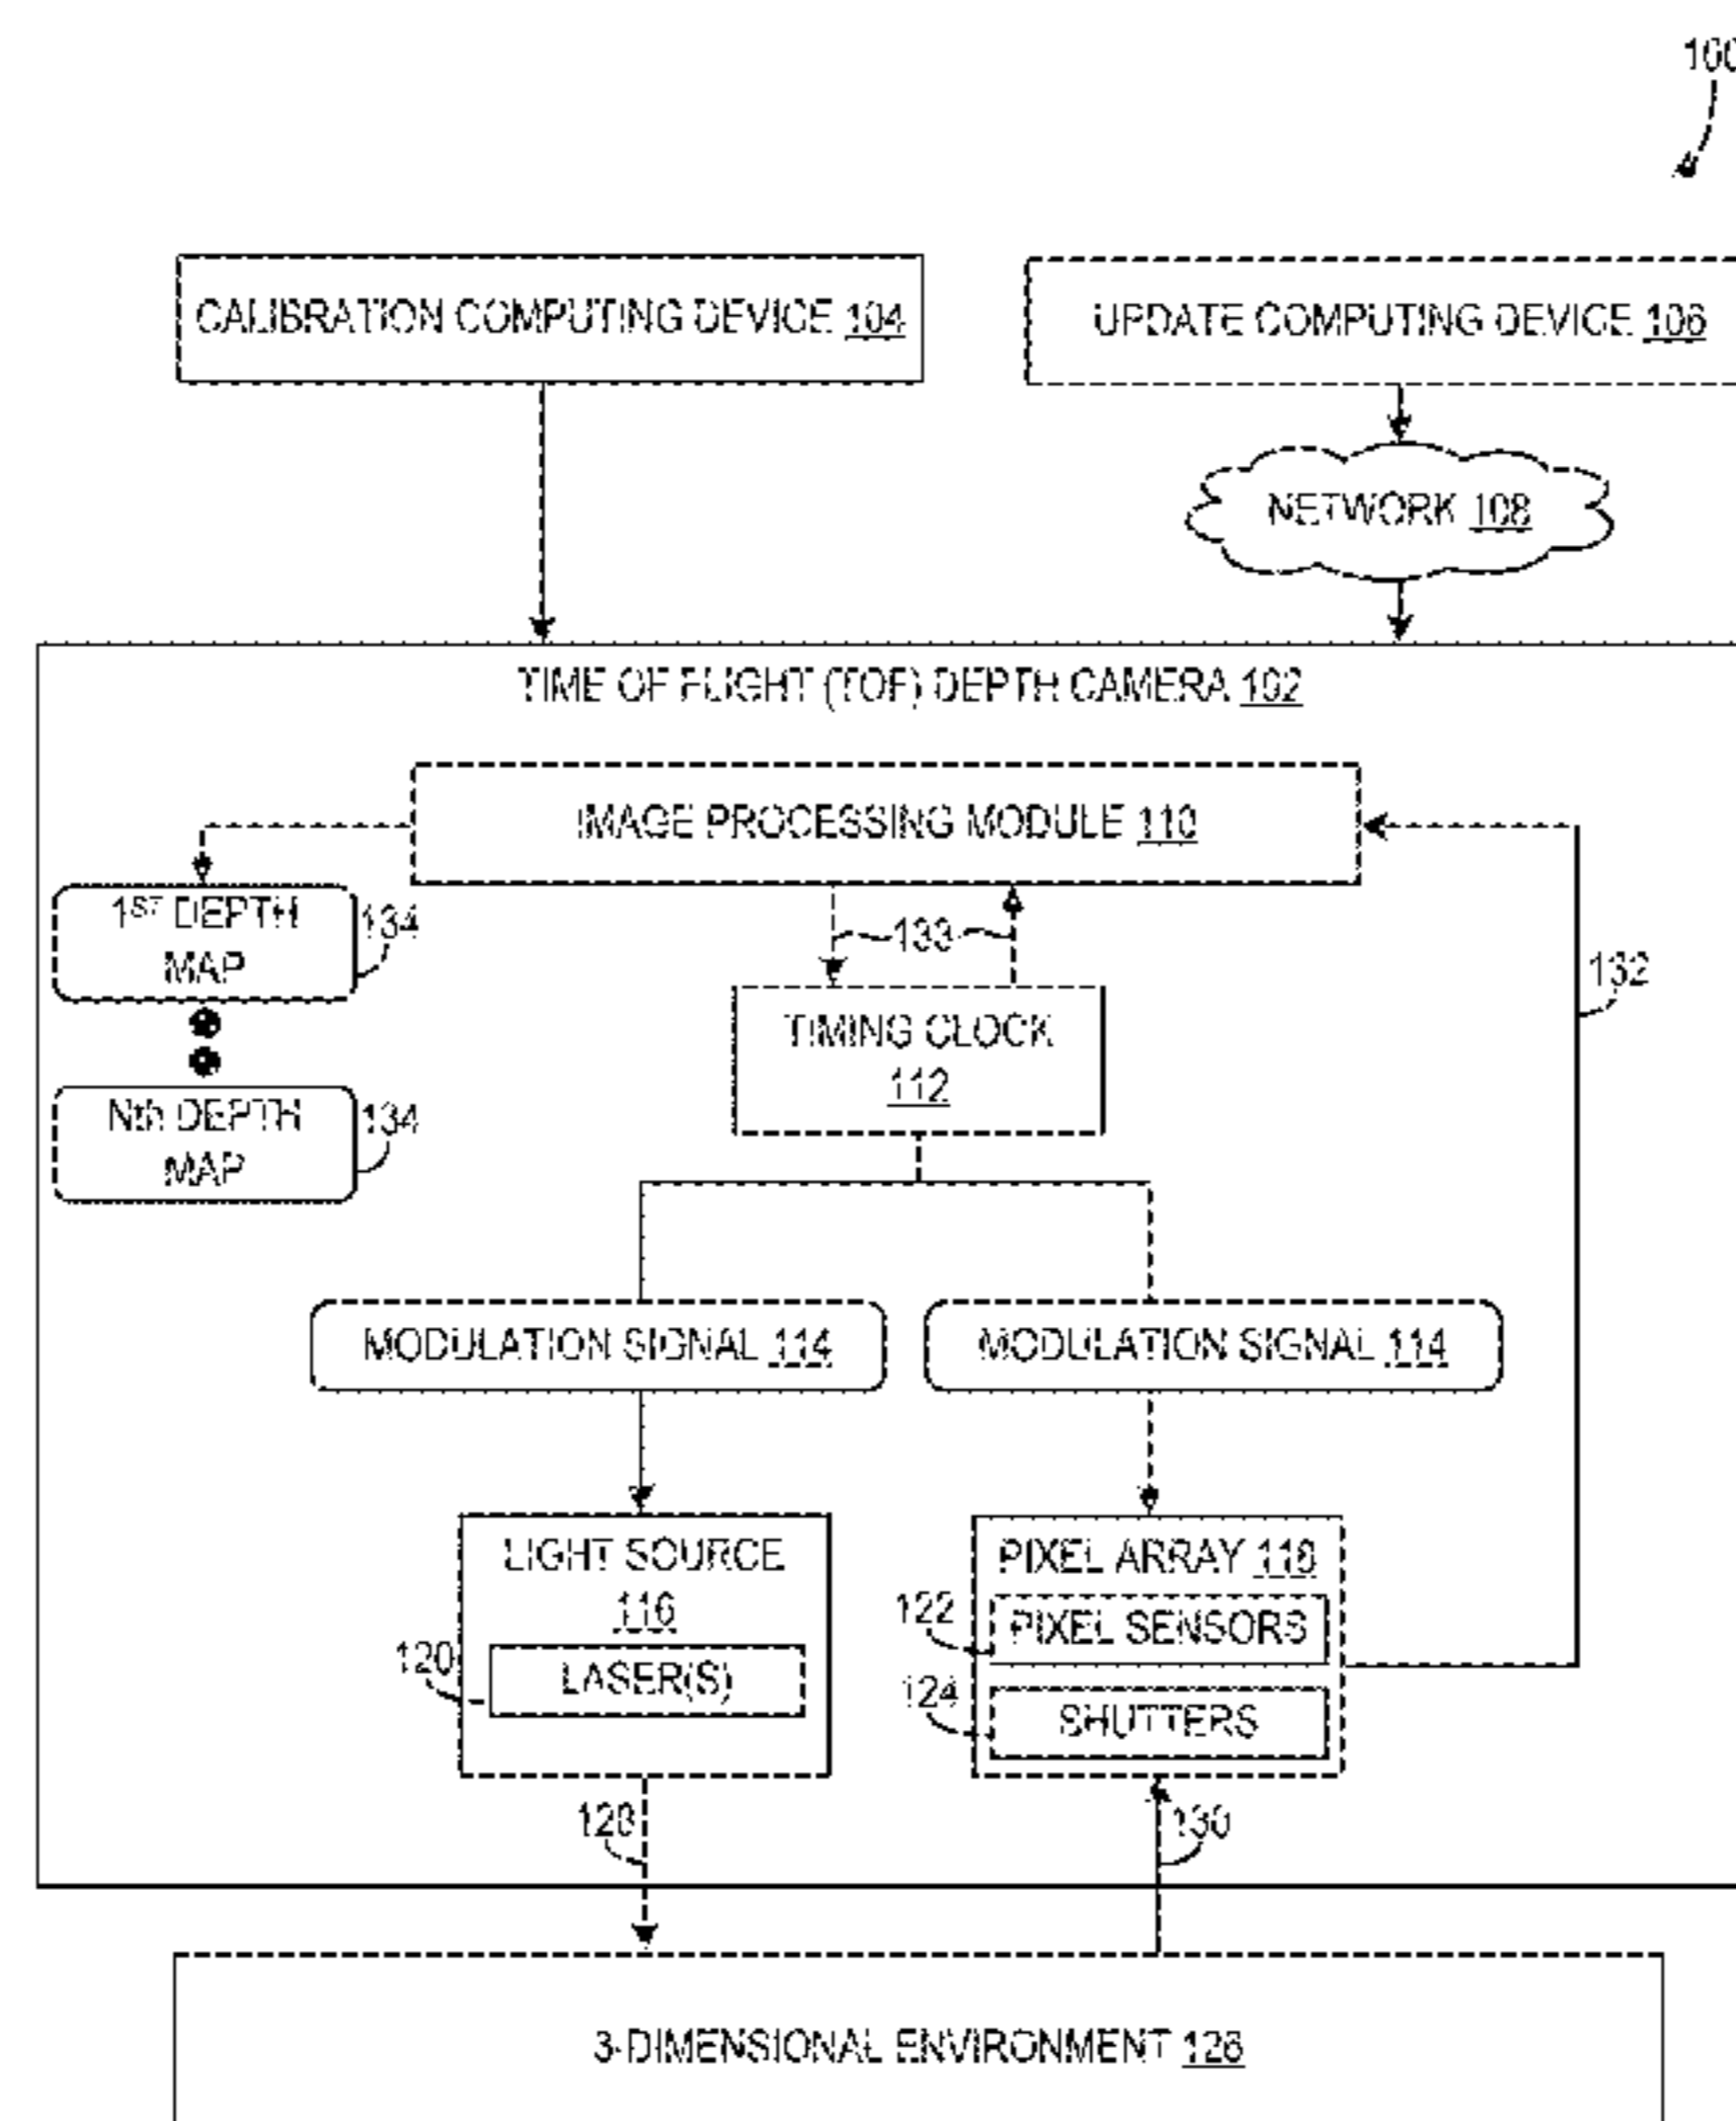 100
CALIBRATION COMPUTING DEVICE 104
UPDATE COMPUTING DEVICE 106
NETWORK 108
TIME OF FLIGHT (TOF) DEPTH CAMERA 102
IMAGE PROCESSING MODULE 110
1ST DEPTH
MAP
134
133
132
TIMING CLOCK
112
Nth DEPTH
MAP
134
MODULATION SIGNAL 114
MODULATION SIGNAL 114
LIGHT SOURCE
116
120
LASER(S)
PIXEL ARRAY 118
122
PIXEL SENSORS
124
SHUTTERS
128
130
3-DIMENSIONAL ENVIRONMENT 126